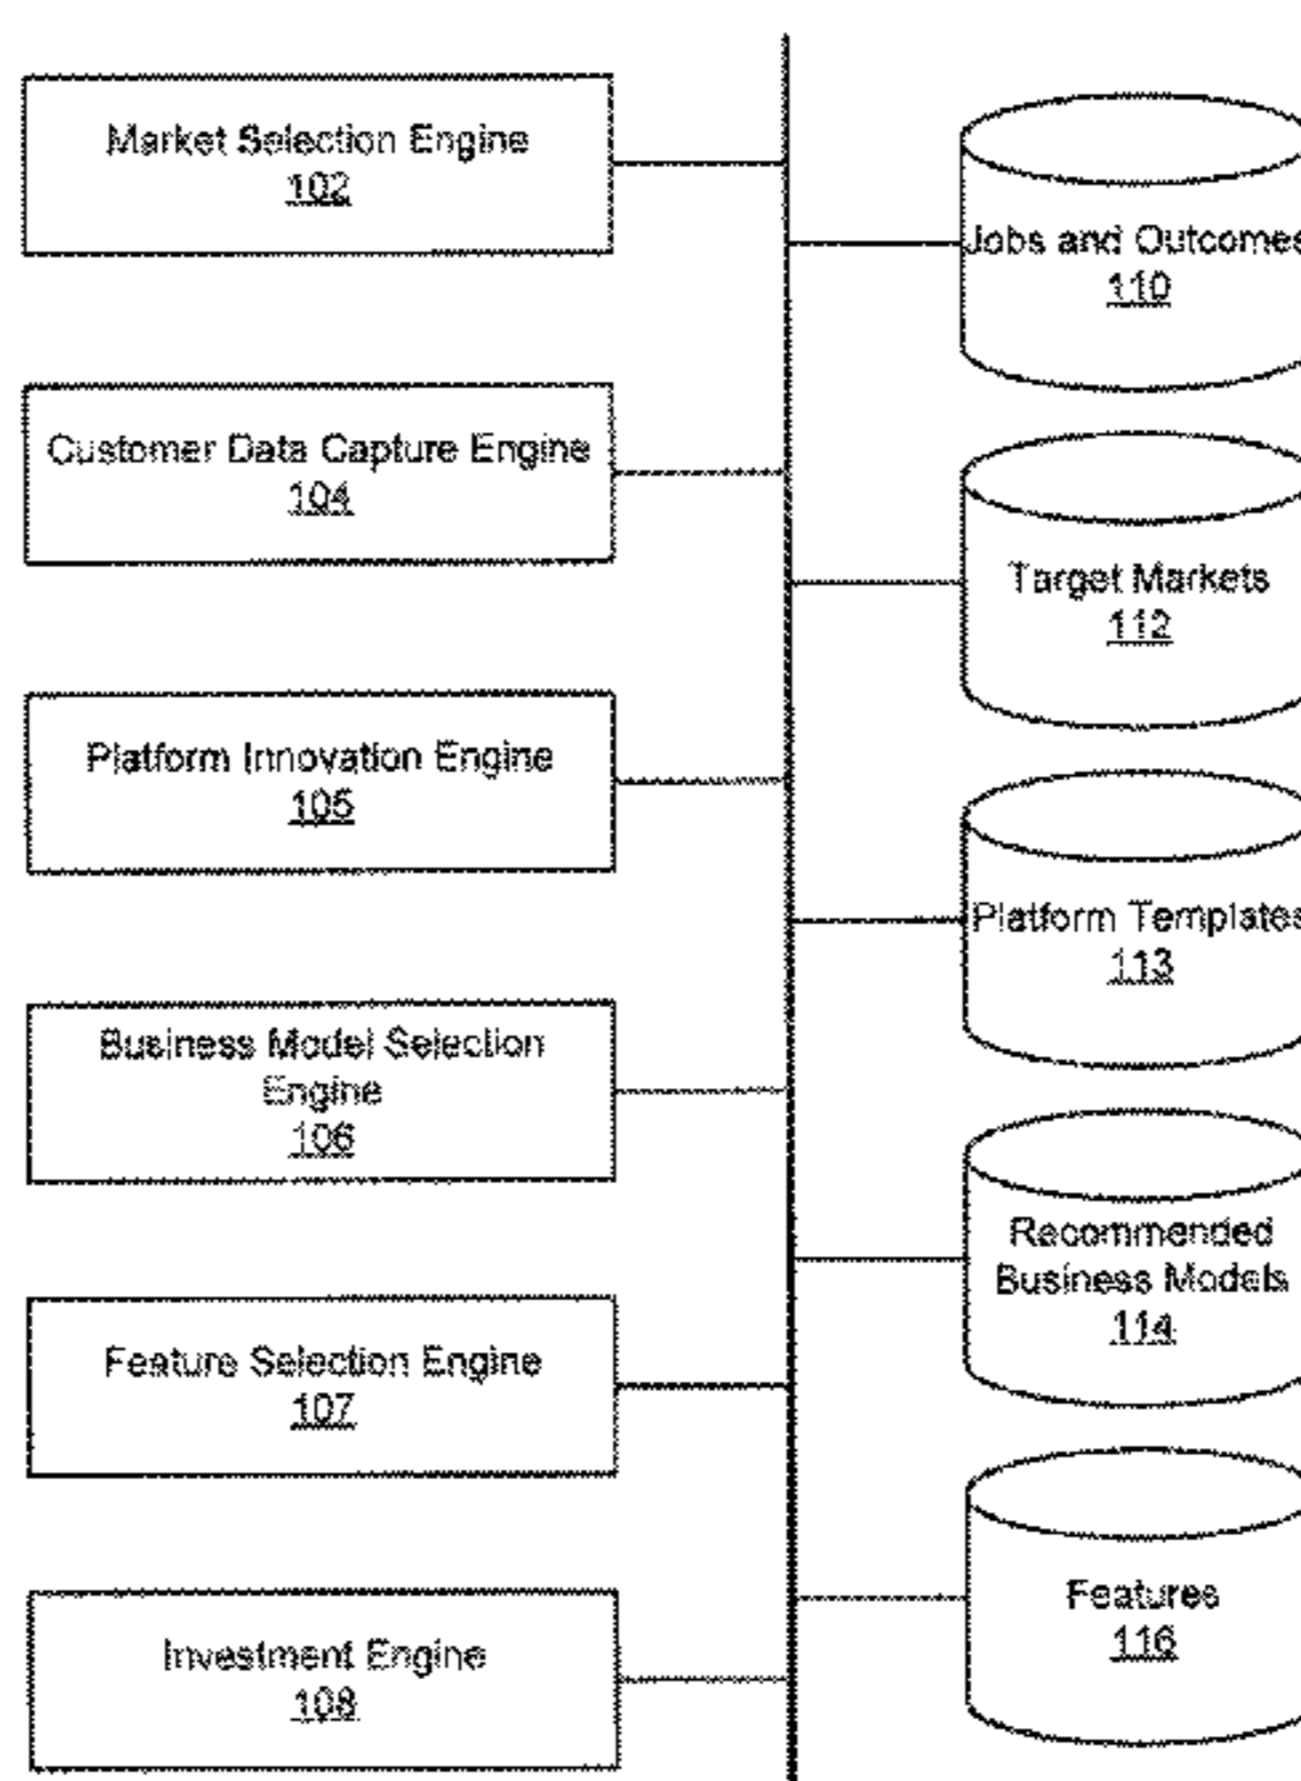 Market Selection Engine
102
Customer Data Capture Engine
104
Platform Innovation Engine
105
Business Model Selection
Engine
106
Feature Selection Engine
107
Investment Engine
108
Jobs and Outcomes
110
Target Markets
112
Platform Templates
113
Recommended
Business Models
114
Features
116